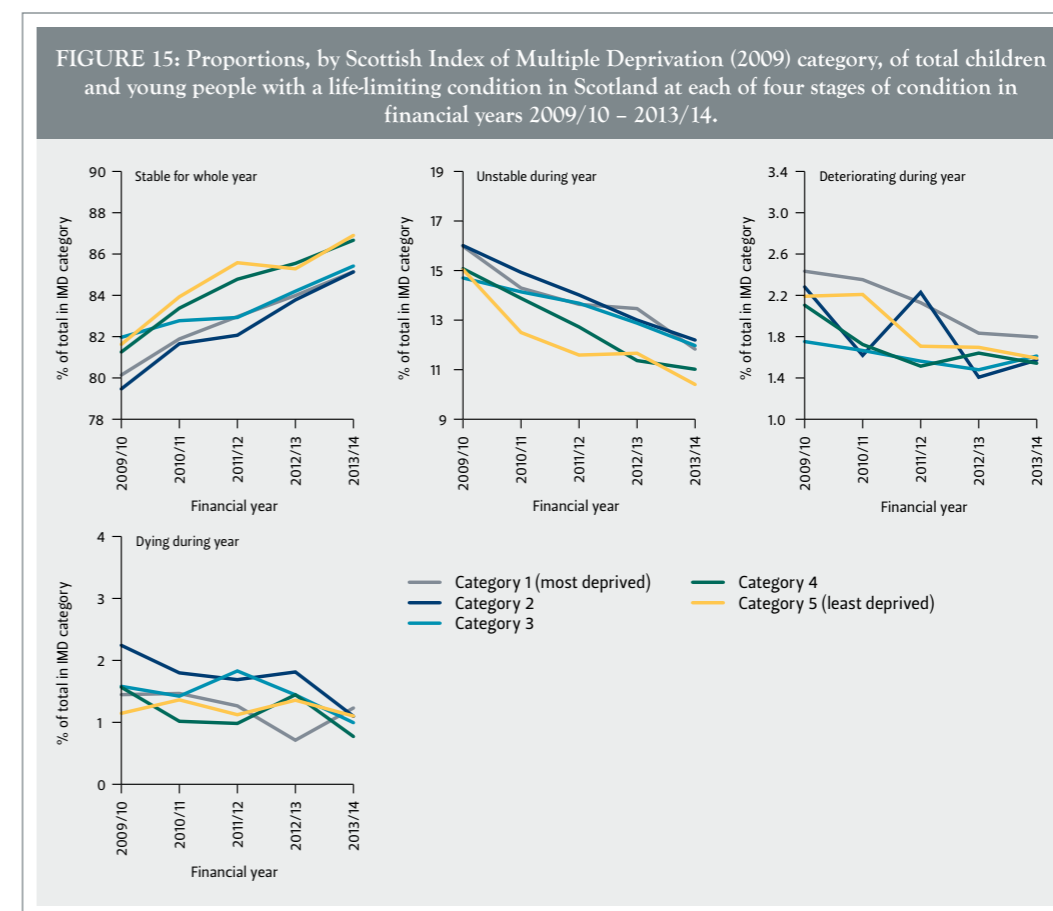 FIGURE 15: Proportions, by Scottish Index of Multiple Deprivation (2009) category, of total children
and young people with a life-limiting condition in Scotland at each of four stages of condition in
financial years 2009/10 – 2013/14.
Stable for whole year
% of total in IMD category
90
88
86
84
82
80
78
2009/10
2010/11
2011/12
2012/13
2013/14
Financial year
Unstable during year
% of total in IMD category
19
17
15
13
11
9
2009/10
2010/11
2011/12
2012/13
2013/14
Financial year
Deteriorating during year
% of total in IMD category
3.4
3.0
2.6
2.2
1.8
1.4
1.0
2009/10
2010/11
2011/12
2012/13
2013/14
Financial year
Dying during year
% of total in IMD category
4
3
2
1
0
2009/10
2010/11
2011/12
2012/13
2013/14
Financial year
Category 1 (most deprived)
Category 2
Category 3
Category 4
Category 5 (least deprived)